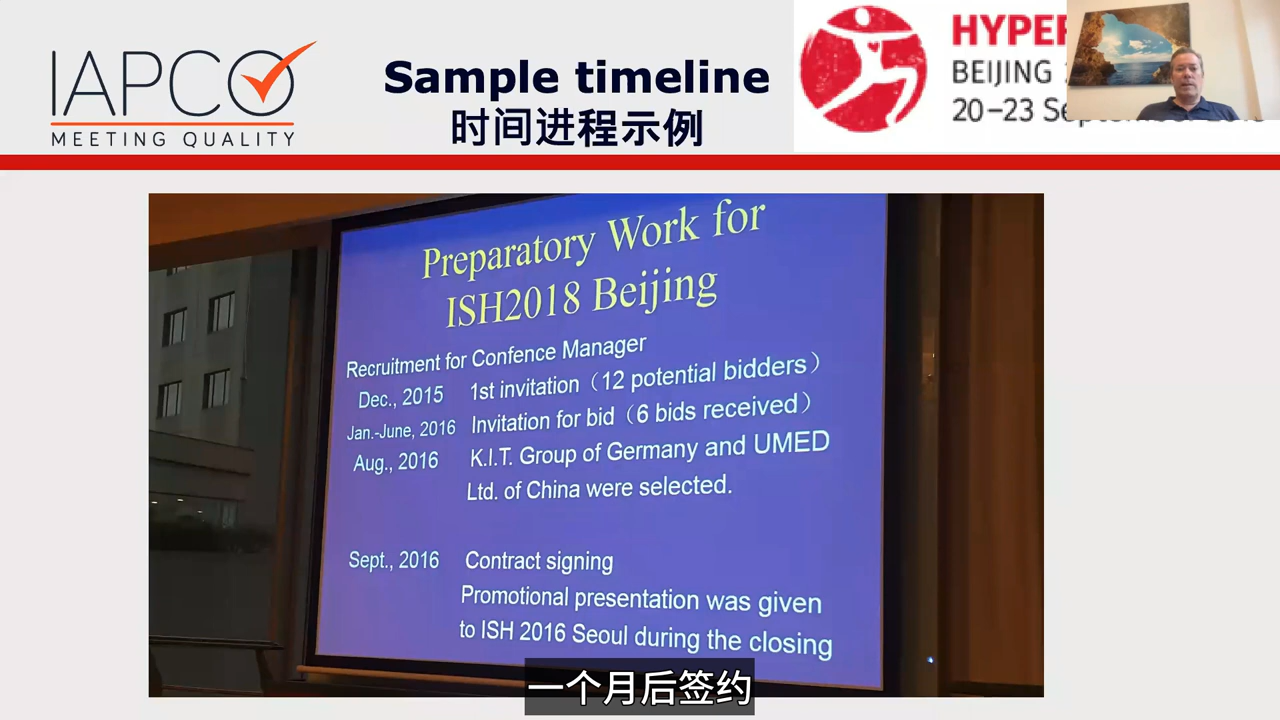 IAPCO
MEETING QUALITY
Sample timeline
时间进程示例
BEIJING
20–23
Preparatory Work for
ISH2018 Beijing
Recruitment for Confence Manager
Dec., 2015 1st invitation（12 potential bidders）
Jan.-June, 2016 Invitation for bid（6 bids received）
Aug., 2016 K.I.T. Group of Germany and UMED
Ltd. of China were selected.
Sept., 2016 Contract signing
Promotional presentation was given
to ISH 2016 Seoul during the closing
一个月后签约